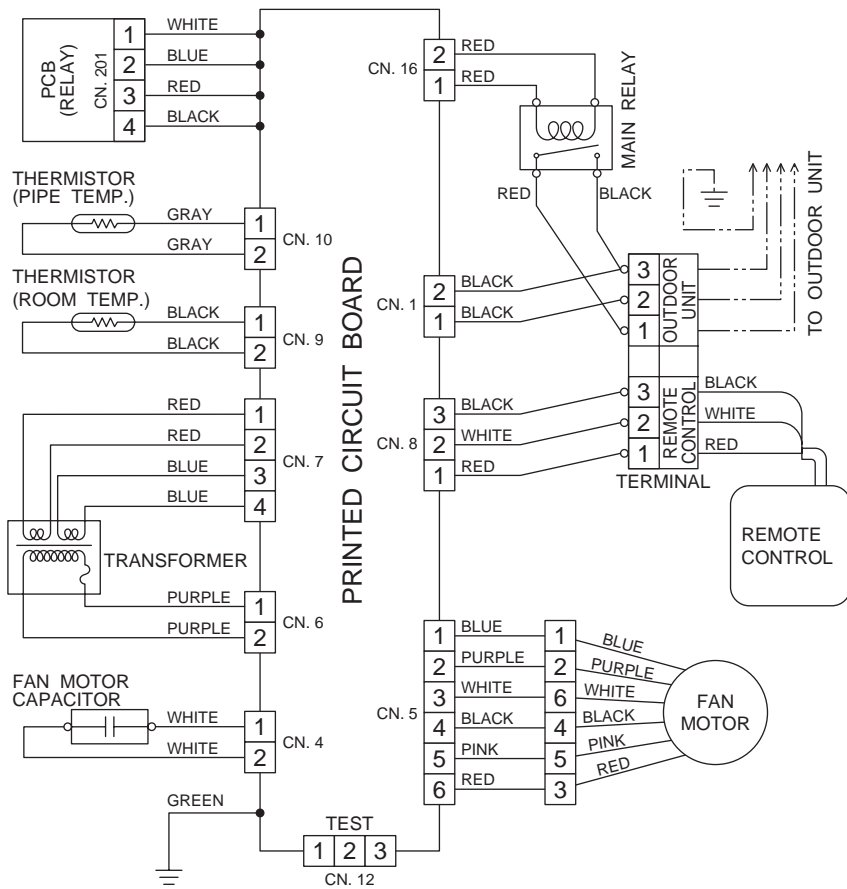 PCB
(RELAY)
CN. 201
1
2
3
4
WHITE
BLUE
RED
BLACK
THERMISTOR
(PIPE TEMP.)
GRAY
GRAY
1
2
CN. 10
THERMISTOR
(ROOM TEMP.)
BLACK
BLACK
1
2
CN. 9
RED
RED
BLUE
BLUE
1
2
3
4
CN. 7
TRANSFORMER
PURPLE
PURPLE
1
2
CN. 6
FAN MOTOR
CAPACITOR
WHITE
WHITE
1
2
CN. 4
GREEN
TEST
1 2 3
CN. 12
PRINTED CIRCUIT BOARD
CN. 16
2
1
RED
RED
MAIN RELAY
RED
BLACK
CN. 1
2
1
BLACK
BLACK
3
2
1
OUTDOOR
UNIT
TO OUTDOOR UNIT
CN. 8
3
2
1
BLACK
WHITE
RED
3
2
1
REMOTE
CONTROL
TERMINAL
BLACK
WHITE
RED
REMOTE
CONTROL
CN. 5
1
2
3
4
5
6
BLUE
PURPLE
WHITE
BLACK
PINK
RED
1
2
6
4
5
3
BLUE
PURPLE
WHITE
BLACK
PINK
RED
FAN
MOTOR